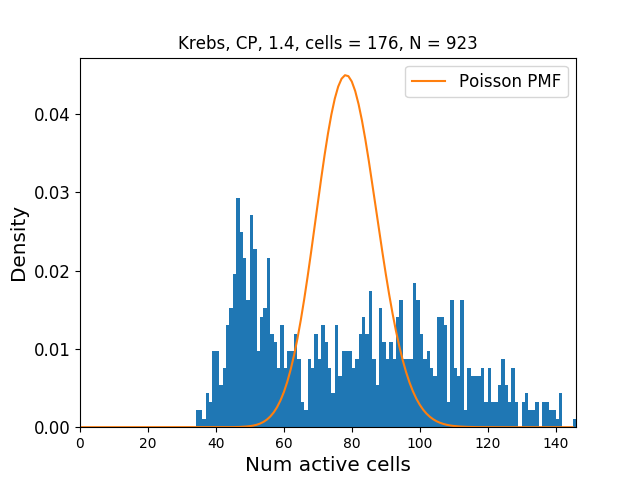 Krebs, CP, 1.4, cells = 176, N = 923
Poisson PMF
Density
0.04
0.03
0.02
0.01
0.00
0 20 40 60 80 100 120 140
Num active cells